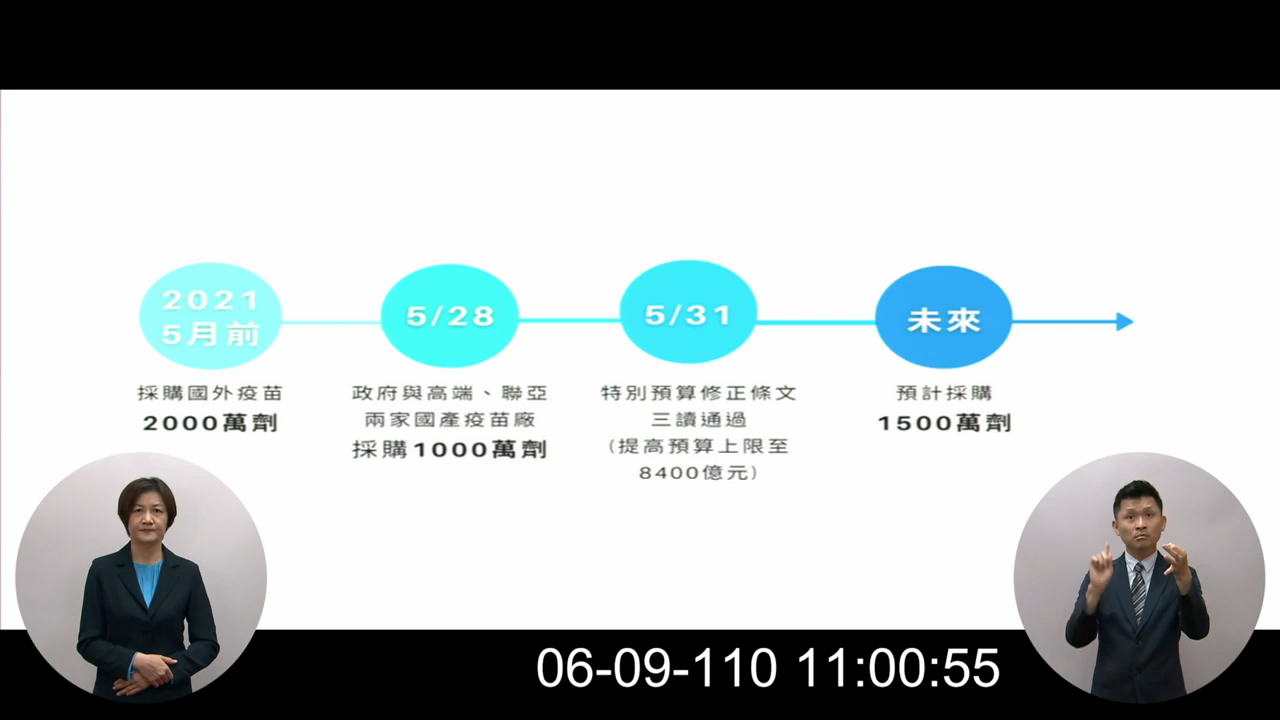 2021
5月前
5/28
5/31
未來
採購國外疫苗
2000萬劑
政府與高端、聯亞
兩家國產疫苗廠
採購1000萬劑
特別預算修正條文
三讀通過
(提高預算上限至
8400億元)
預計採購
1500萬劑
06-09-110 11:00:55